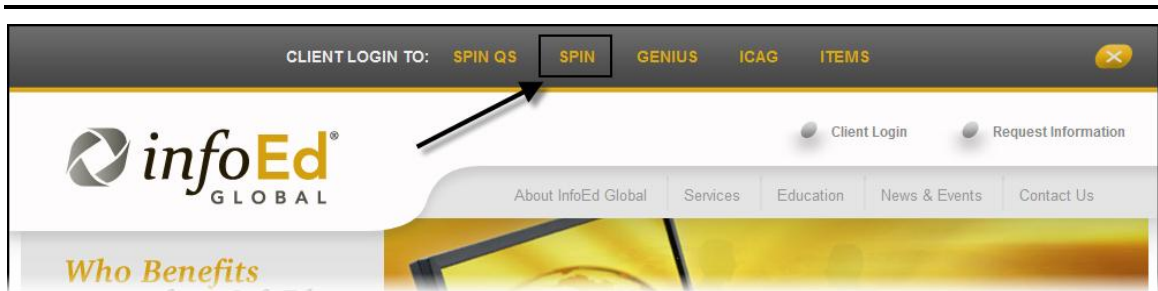 CLIENT LOGIN TO: SPIN QS SPIN GENIUS ICAG ITEMS
infoEd®
GLOBAL
Client Login Request Information
About InfoEd Global Services Education News & Events Contact Us
Who Benefits